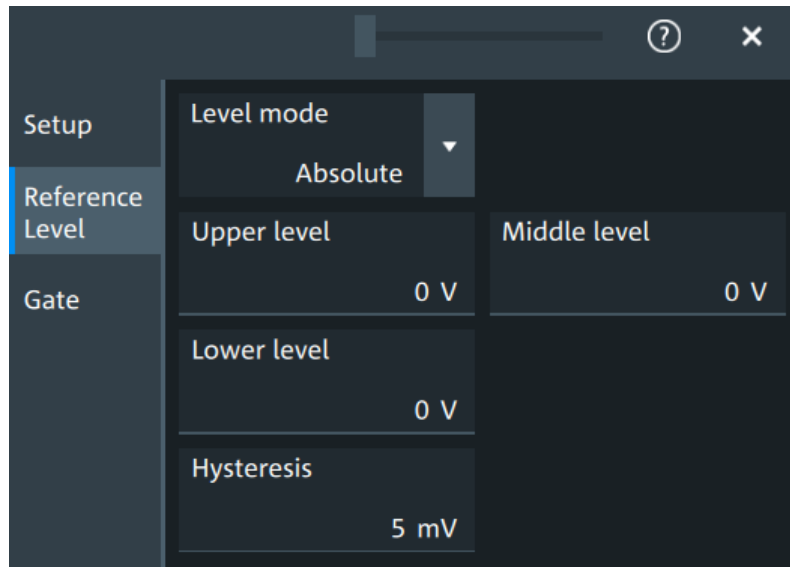 ?
Setup
Reference
Level
Gate
Level mode
Absolute
Upper level
0 V
Middle level
0 V
Lower level
0 V
Hysteresis
5 mV